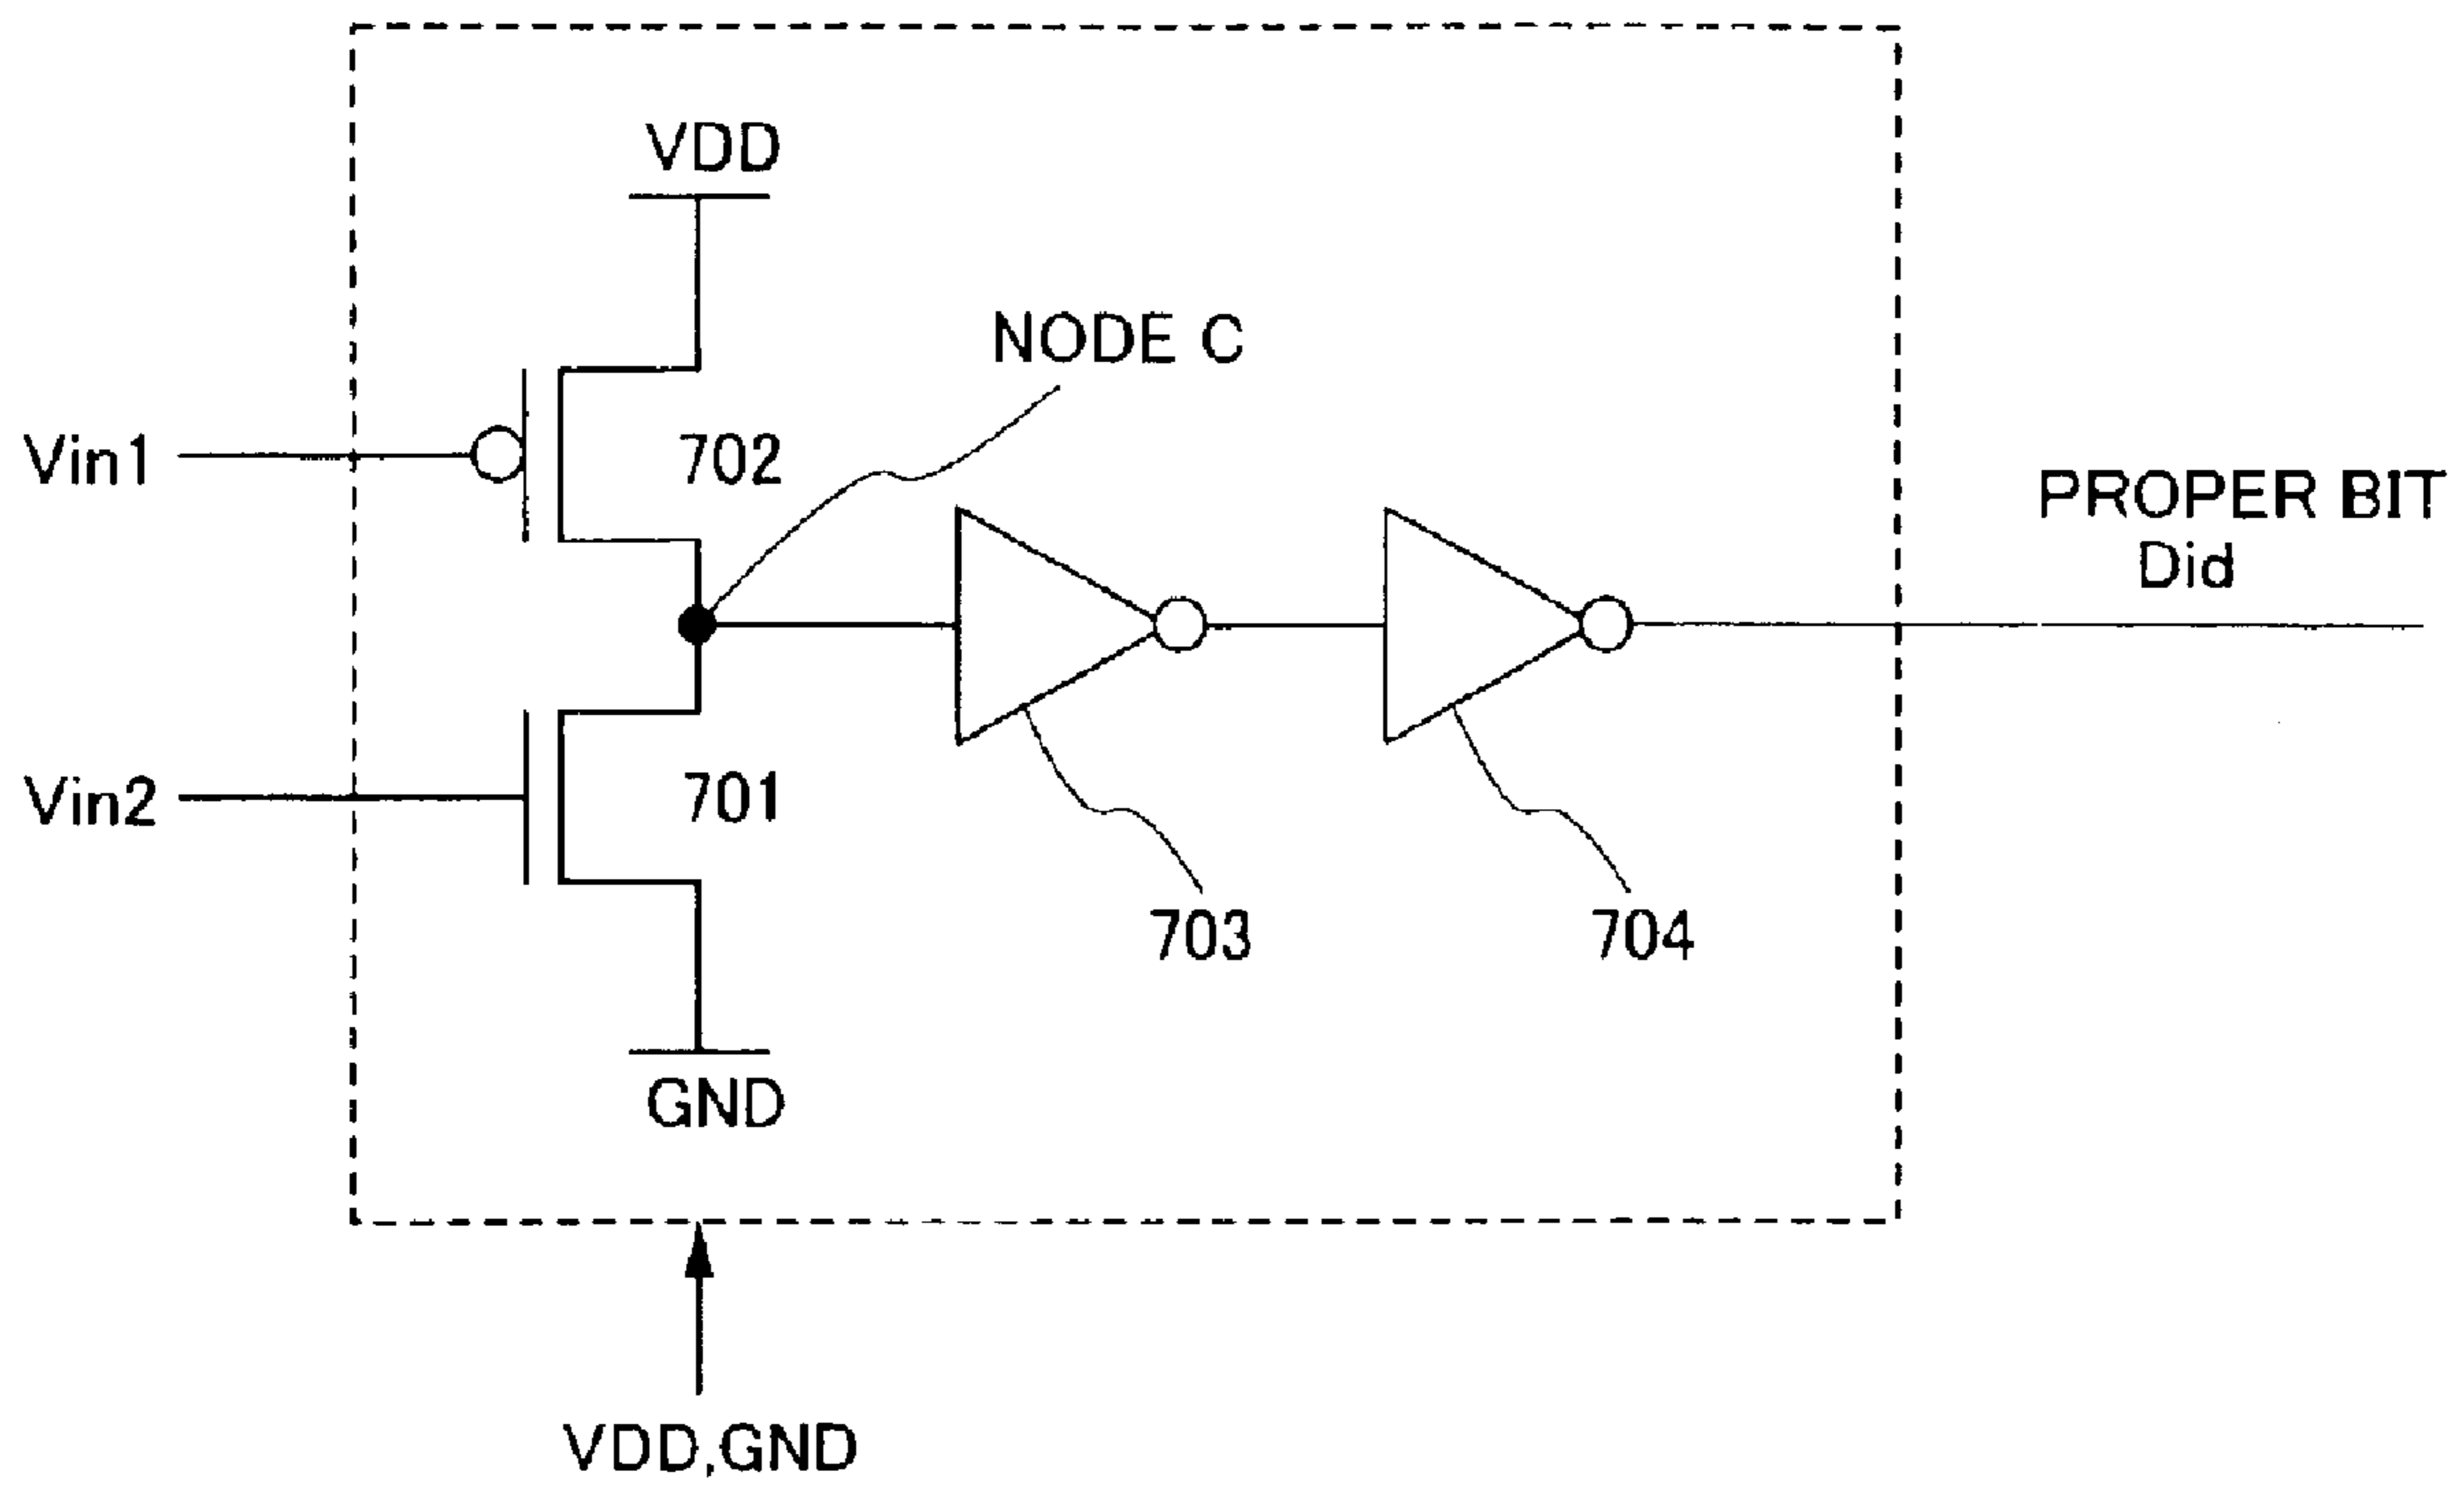 VDD
NODE C
Vin1
702
PROPER BIT
Did
Vin2
701
703
704
GND
VDD,GND